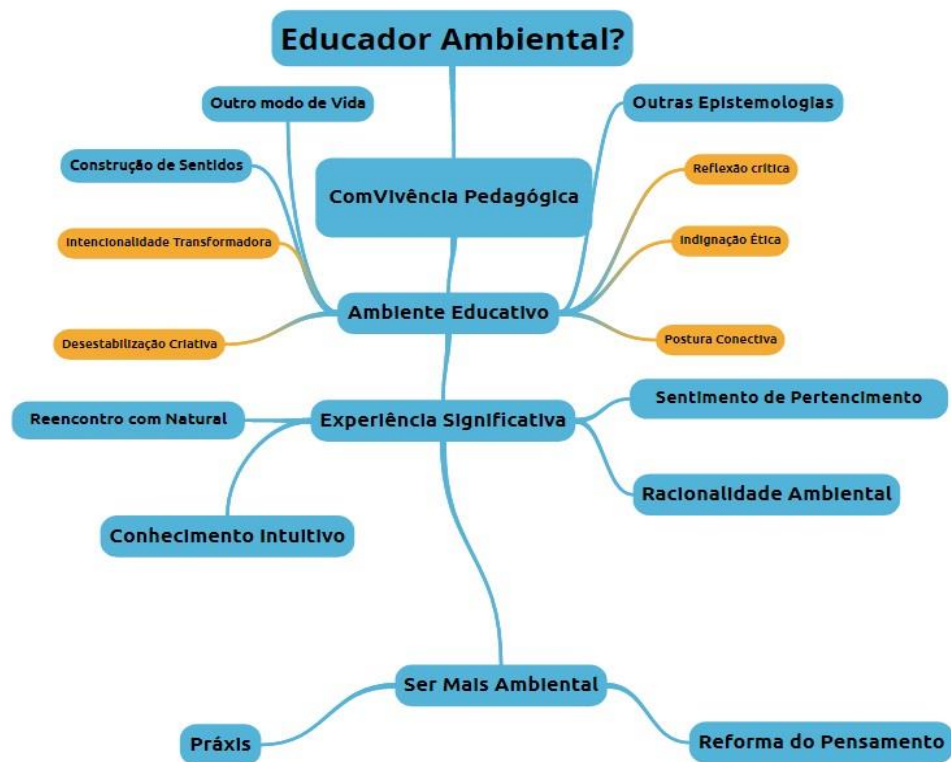 Educador Ambiental?
Outro modo de Vida
Outras Epistemologias
Construção de Sentidos
Reflexão crítica
ComVivência Pedagógica
Intencionalidade Transformadora
Indignação Ética
Ambiente Educativo
Desestabilização Criativa
Postura Conectiva
Reencontro com Natural
Experiência Significativa
Sentimento de Pertencimento
Racionalidade Ambiental
Conhecimento Intuitivo
Ser Mais Ambiental
Práxis
Reforma do Pensamento